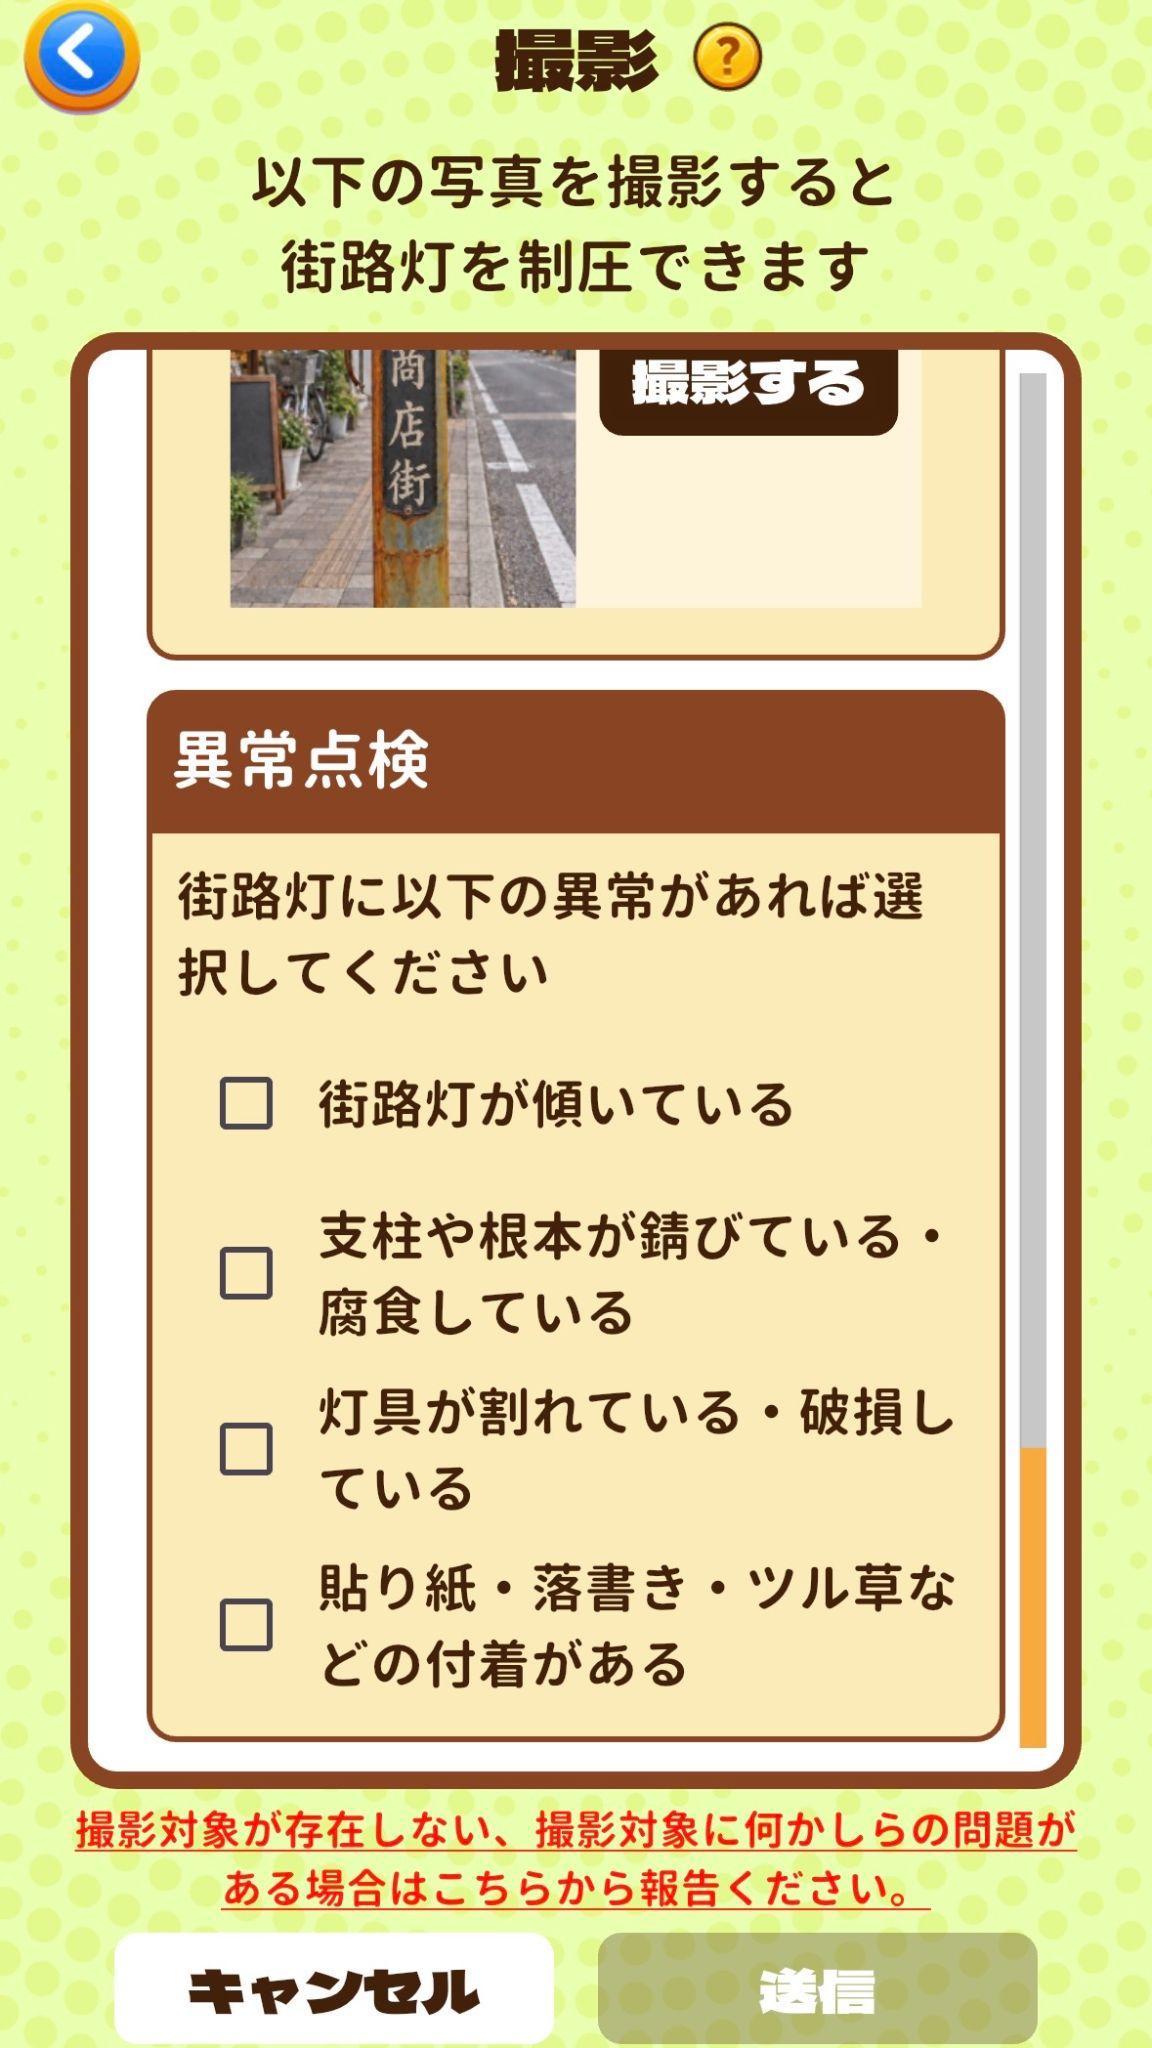 撮影 ?
以下の写真を撮影すると
街路灯を制圧できます
商店街
撮影する
異常点検
街路灯に以下の異常があれば選
択してください
街路灯が傾いている
支柱や根本が錆びている・
腐食している
灯具が割れている・破損し
ている
貼り紙・落書き・ツル草な
どの付着がある
撮影対象が存在しない、撮影対象に何かしらの問題が
ある場合はこちらから報告ください。
キャンセル
送信